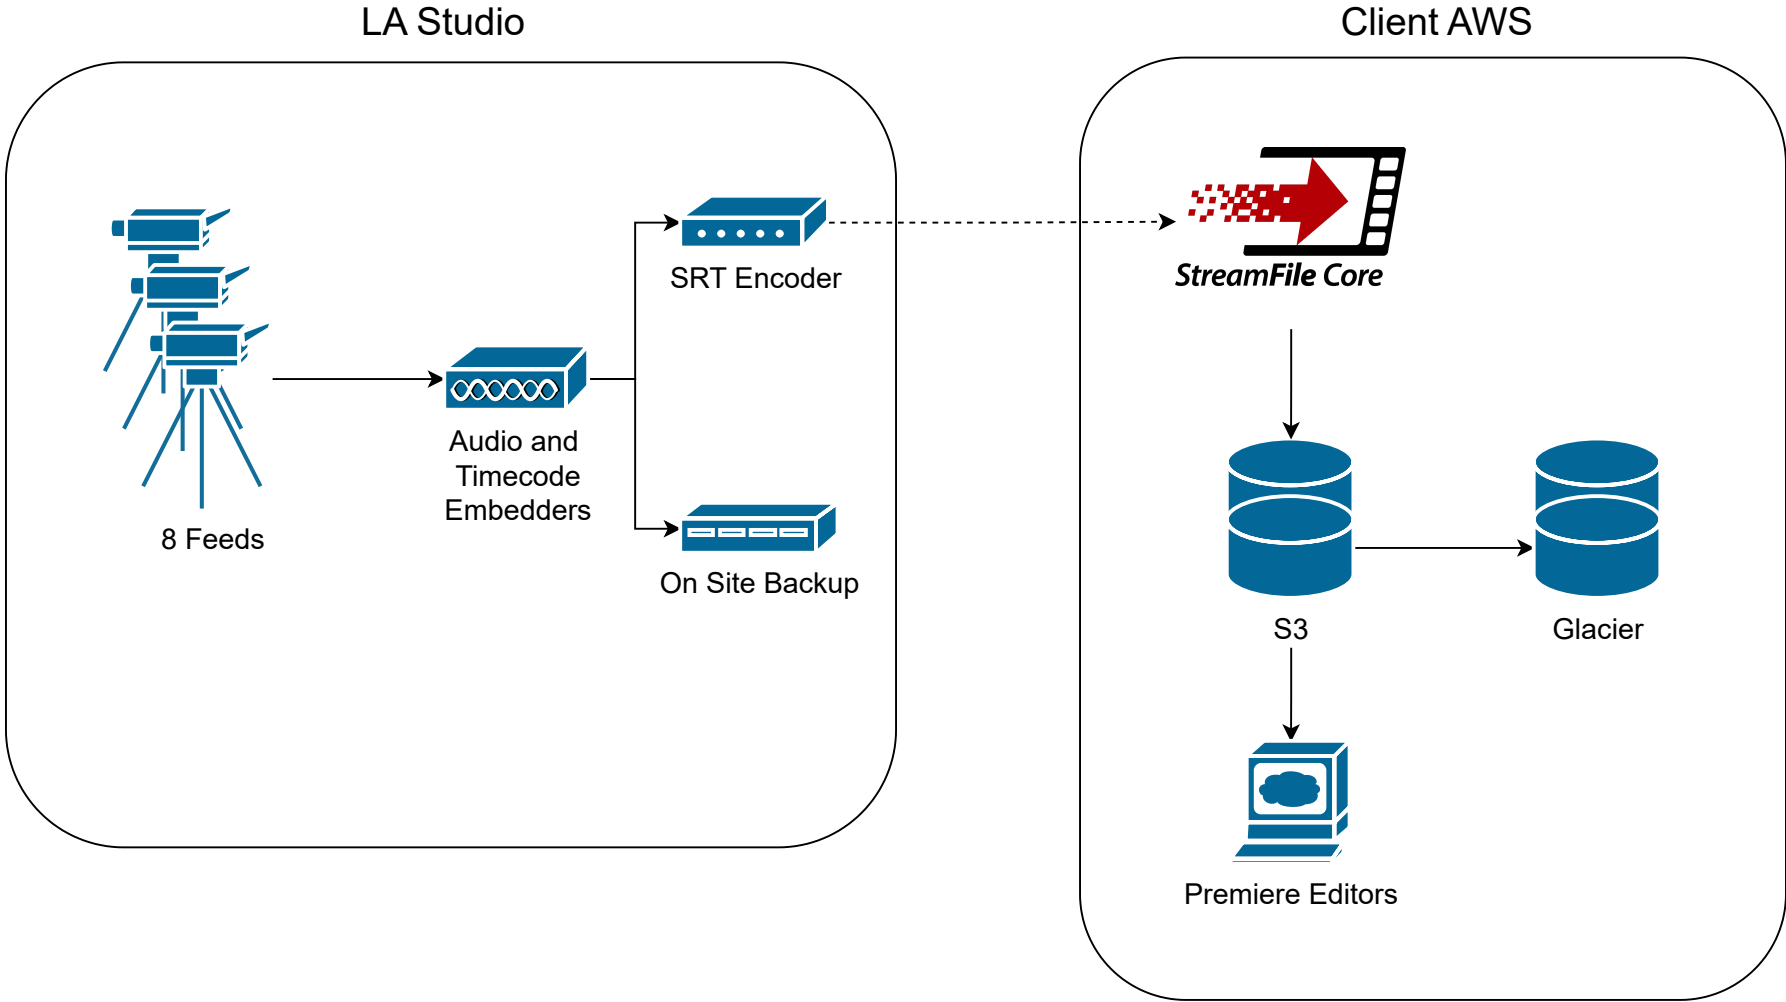 LA Studio
Client AWS
8 Feeds
Audio and
Timecode
Embedders
SRT Encoder
On Site Backup
StreamFile Core
S3
Glacier
Premiere Editors